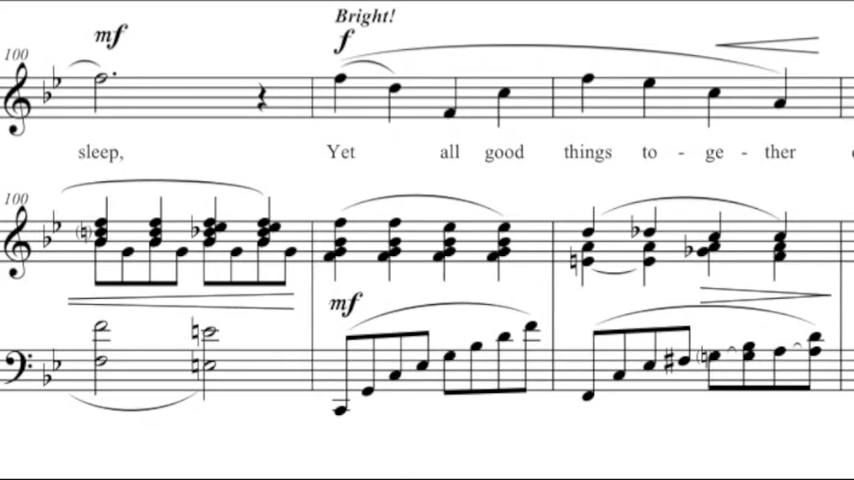 Bright!
mf
f
100
sleep, Yet all good things to - ge - ther
100
mf